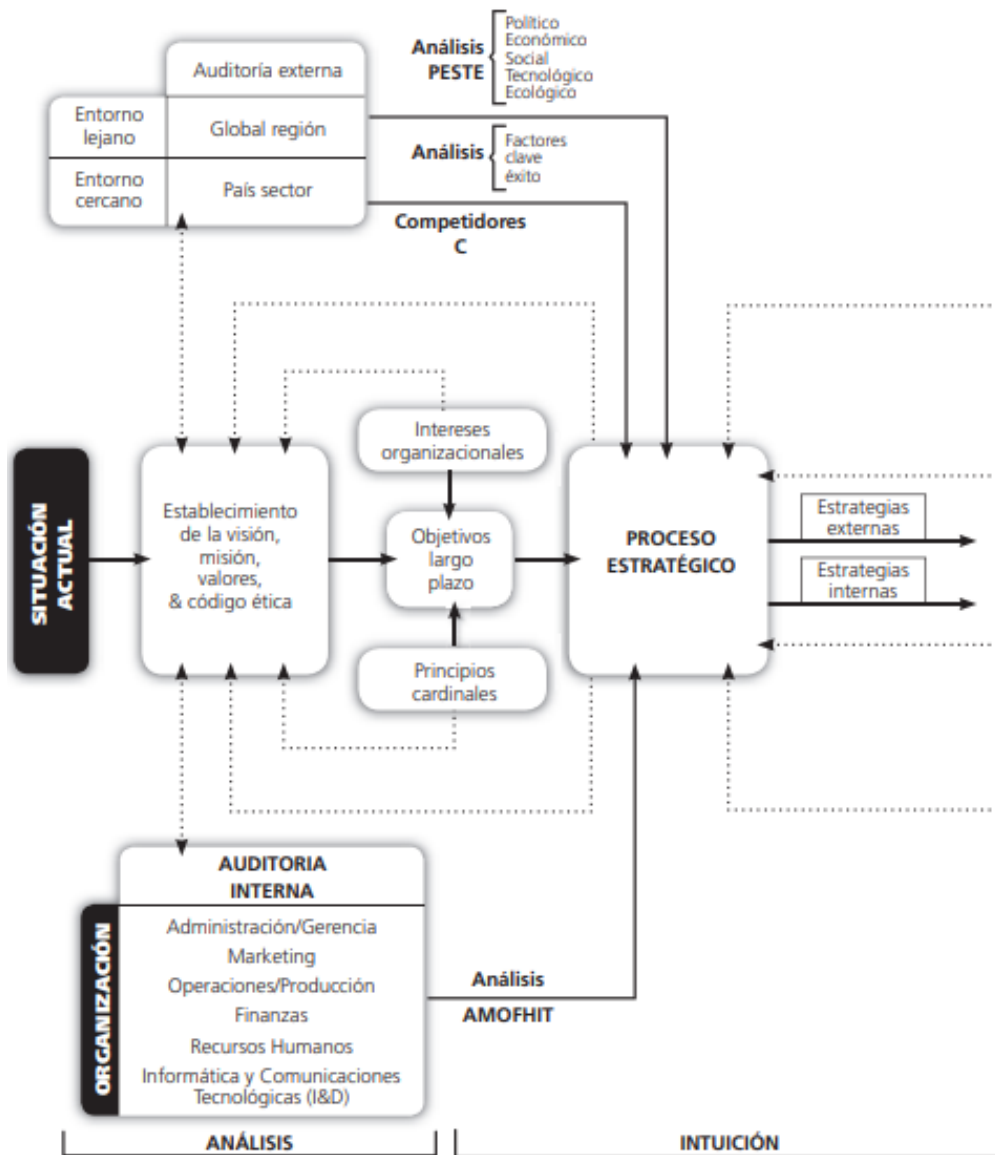 Análisis
PESTE
Político
Económico
Social
Tecnológico
Ecológico
Auditoría externa
Entorno
lejano
Global región
Entorno
cercano
País sector
Análisis
Factores
clave
éxito
Competidores
C
SITUACIÓN
ACTUAL
Establecimiento
de la visión,
misión,
valores,
& código ética
Intereses
organizacionales
Objetivos
largo
plazo
Principios
cardinales
PROCESO
ESTRATÉGICO
Estrategias
externas
Estrategias
internas
ORGANIZACIÓN
AUDITORIA
INTERNA
Administración/Gerencia
Marketing
Operaciones/Producción
Finanzas
Recursos Humanos
Informática y Comunicaciones
Tecnológicas (I&D)
Análisis
AMOFHIT
ANÁLISIS
INTUICIÓN